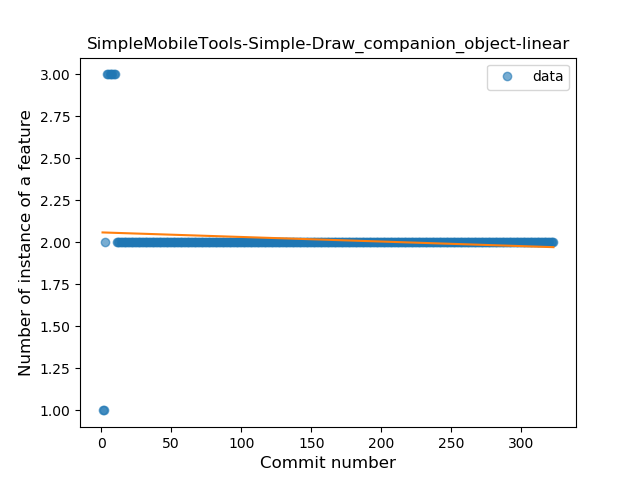 SimpleMobileTools-Simple-Draw_companion_object-linear
data
Number of instance of a feature
3.00
2.75
2.50
2.25
2.00
1.75
1.50
1.25
1.00
0 50 100 150 200 250 300
Commit number